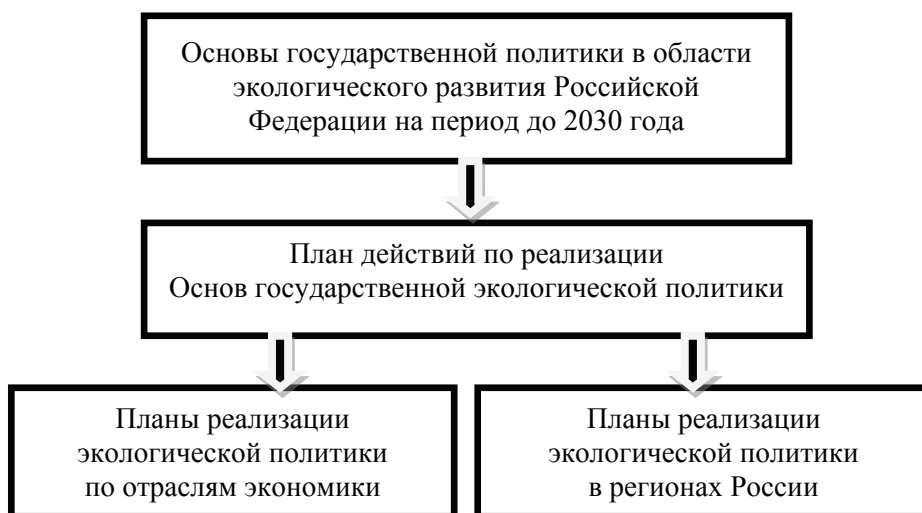 Основы государственной политики в области
экологического развития Российской
Федерации на период до 2030 года
План действий по реализации
Основ государственной экологической политики
Планы реализации
экологической политики
по отраслям экономики
Планы реализации
экологической политики
в регионах России